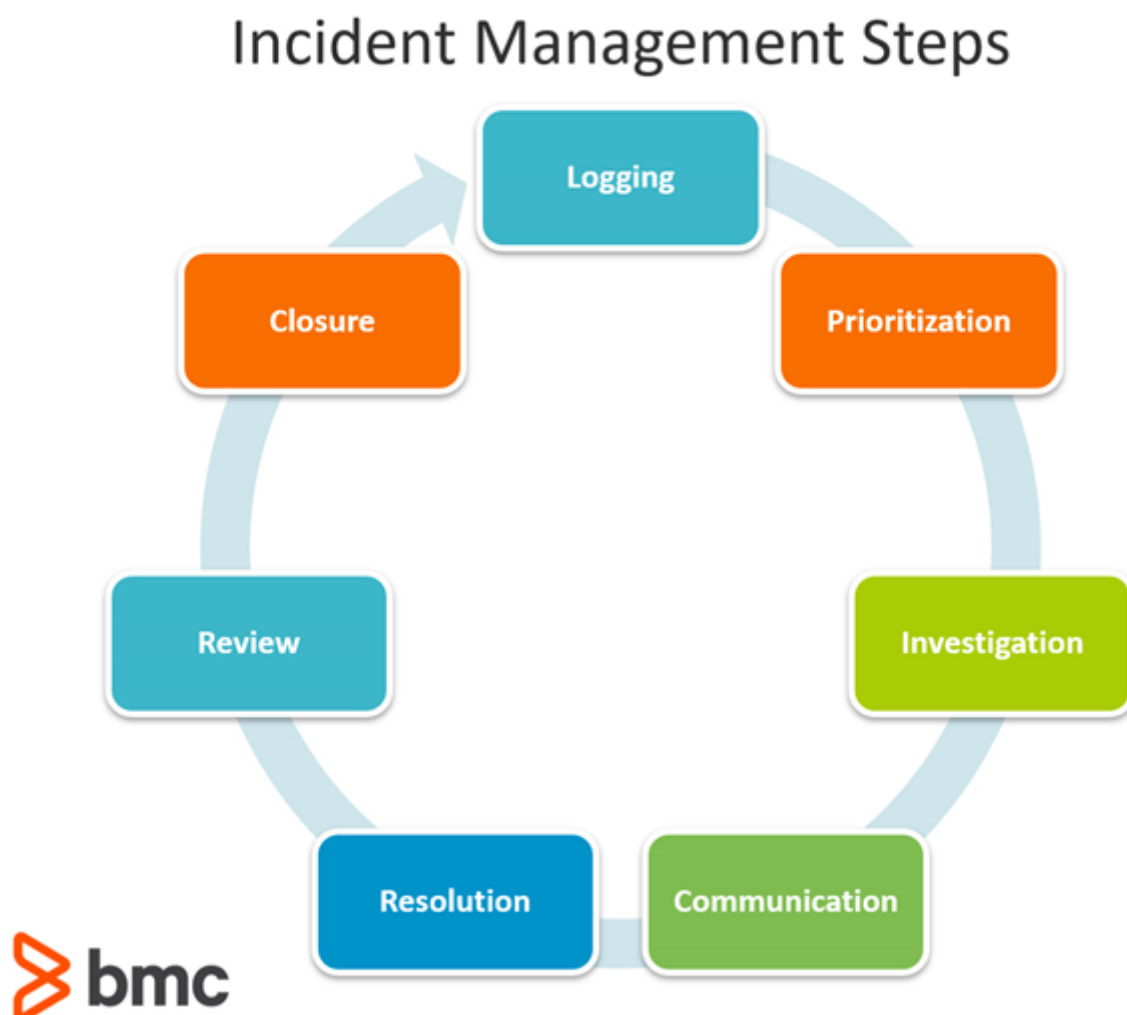 Incident Management Steps
Logging
Prioritization
Investigation
Communication
Resolution
Review
Closure
bmc